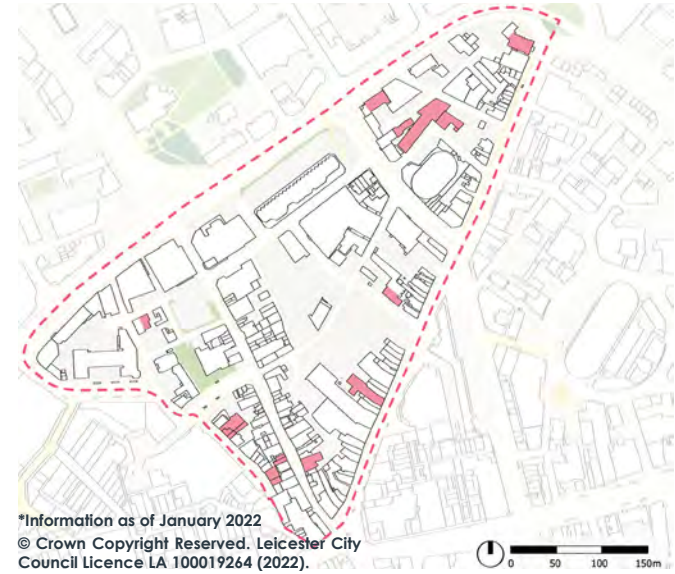 *Information as of January 2022
© Crown Copyright Reserved. Leicester City
Council Licence LA 100019264 (2022).
0 50 100 150m